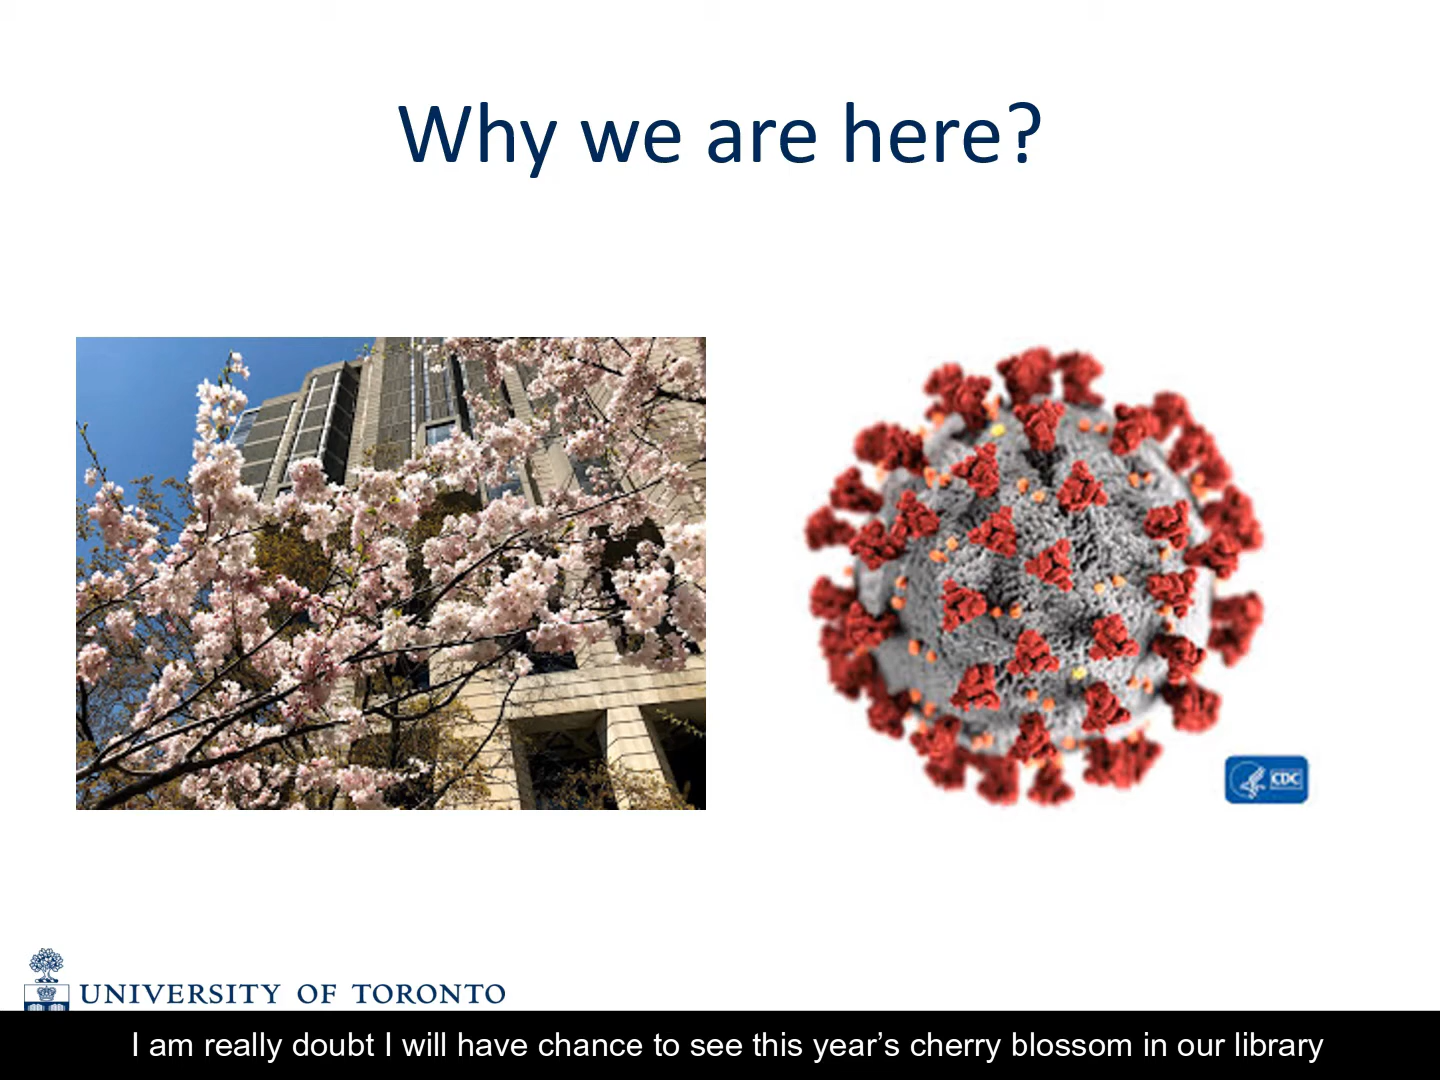 Why we are here?
CDC
UNIVERSITY OF TORONTO
I am really doubt I will have chance to see this year’s cherry blossom in our library